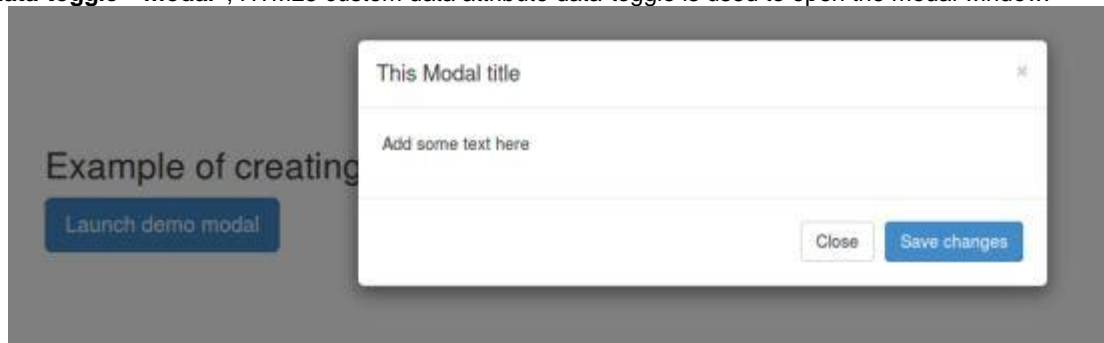 This Modal title
×
Add some text here
Example of creating
Launch demo modal
Close Save changes